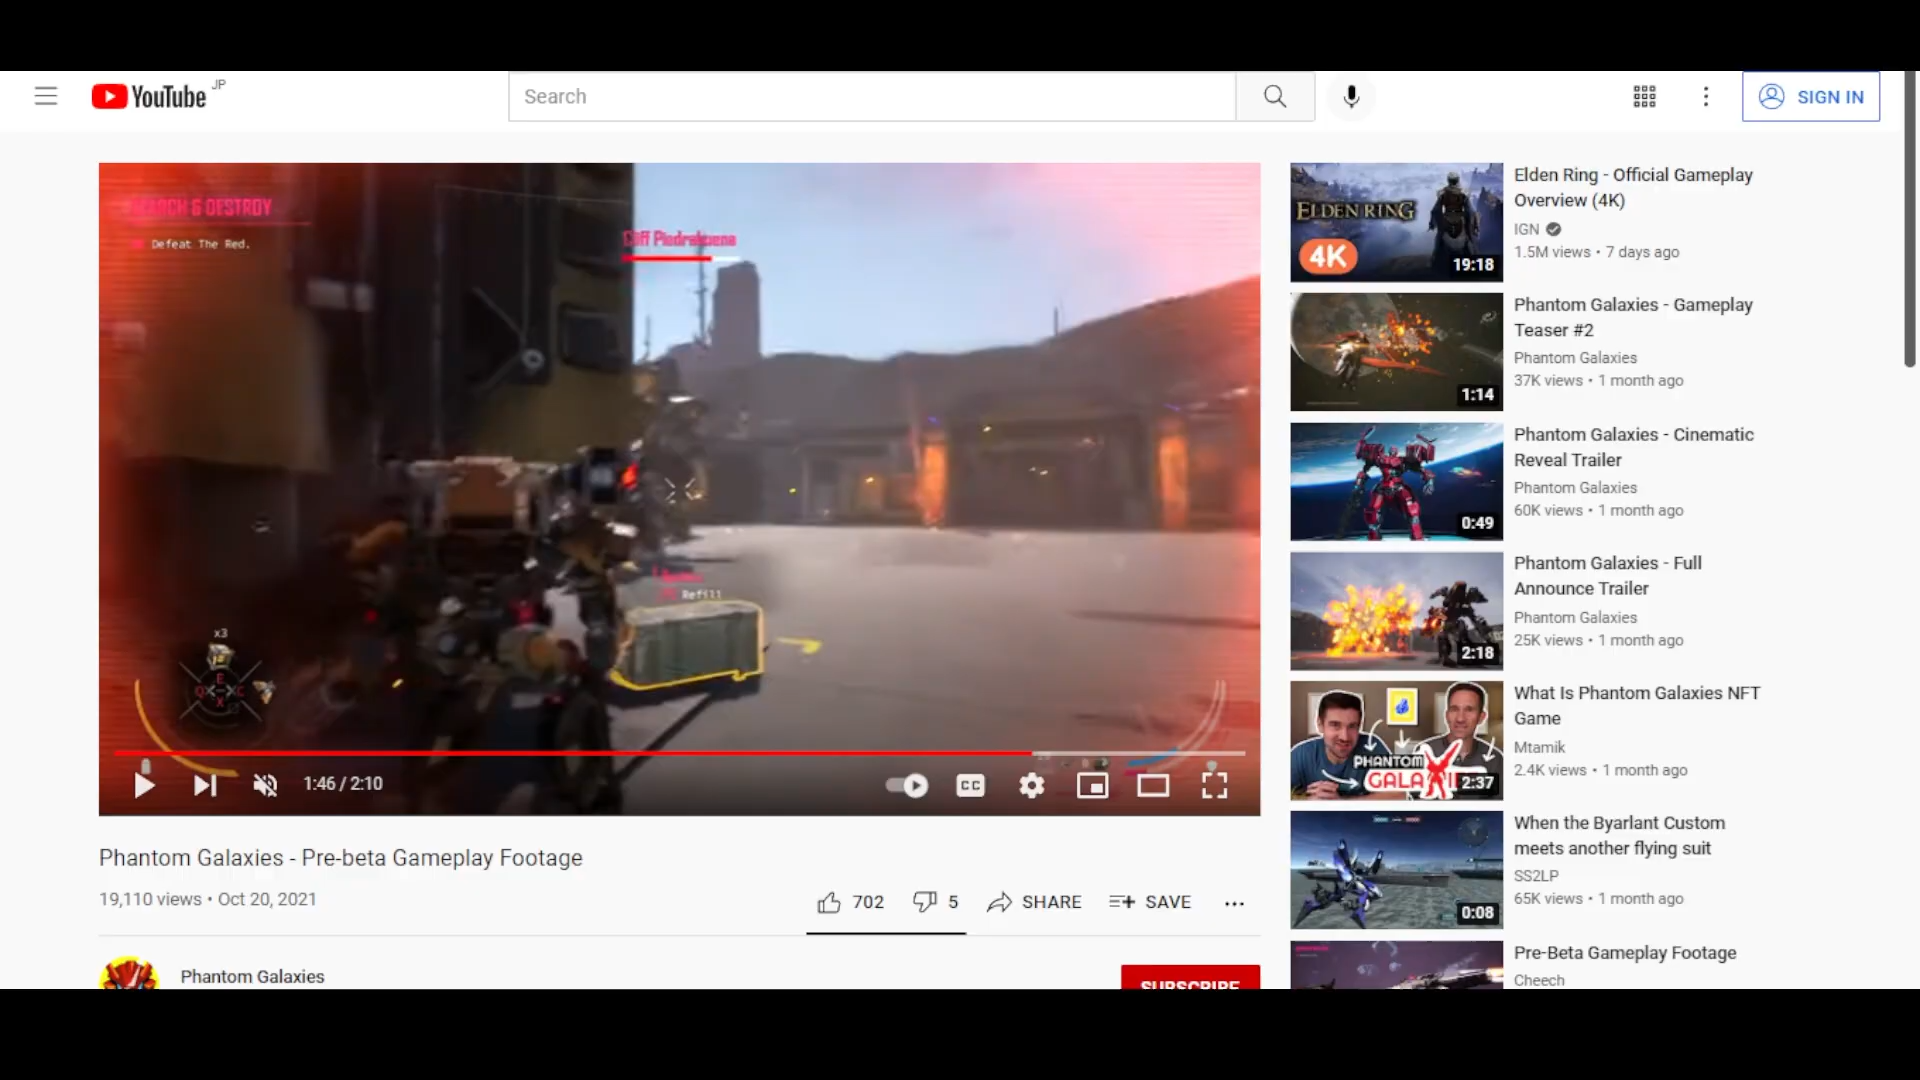 YouTube JP
Search
SIGN IN
SEARCH & DESTROY
Defeat The Red.
Cliff Piedrabuena
Refill
x3
E
Q C
X
1:46 / 2:10
CC
Phantom Galaxies - Pre-beta Gameplay Footage
19,110 views • Oct 20, 2021
702
5
SHARE
SAVE
Phantom Galaxies
SUBSCRIBE
ELDEN RING
4K
19:18
Elden Ring - Official Gameplay
Overview (4K)
IGN
1.5M views • 7 days ago
1:14
Phantom Galaxies - Gameplay
Teaser #2
Phantom Galaxies
37K views • 1 month ago
0:49
Phantom Galaxies - Cinematic
Reveal Trailer
Phantom Galaxies
60K views • 1 month ago
2:18
Phantom Galaxies - Full
Announce Trailer
Phantom Galaxies
25K views • 1 month ago
PHANTOM
2:37
What Is Phantom Galaxies NFT
Game
Mtamik
2.4K views • 1 month ago
0:08
When the Byarlant Custom
meets another flying suit
SS2LP
65K views • 1 month ago
Pre-Beta Gameplay Footage
Cheech